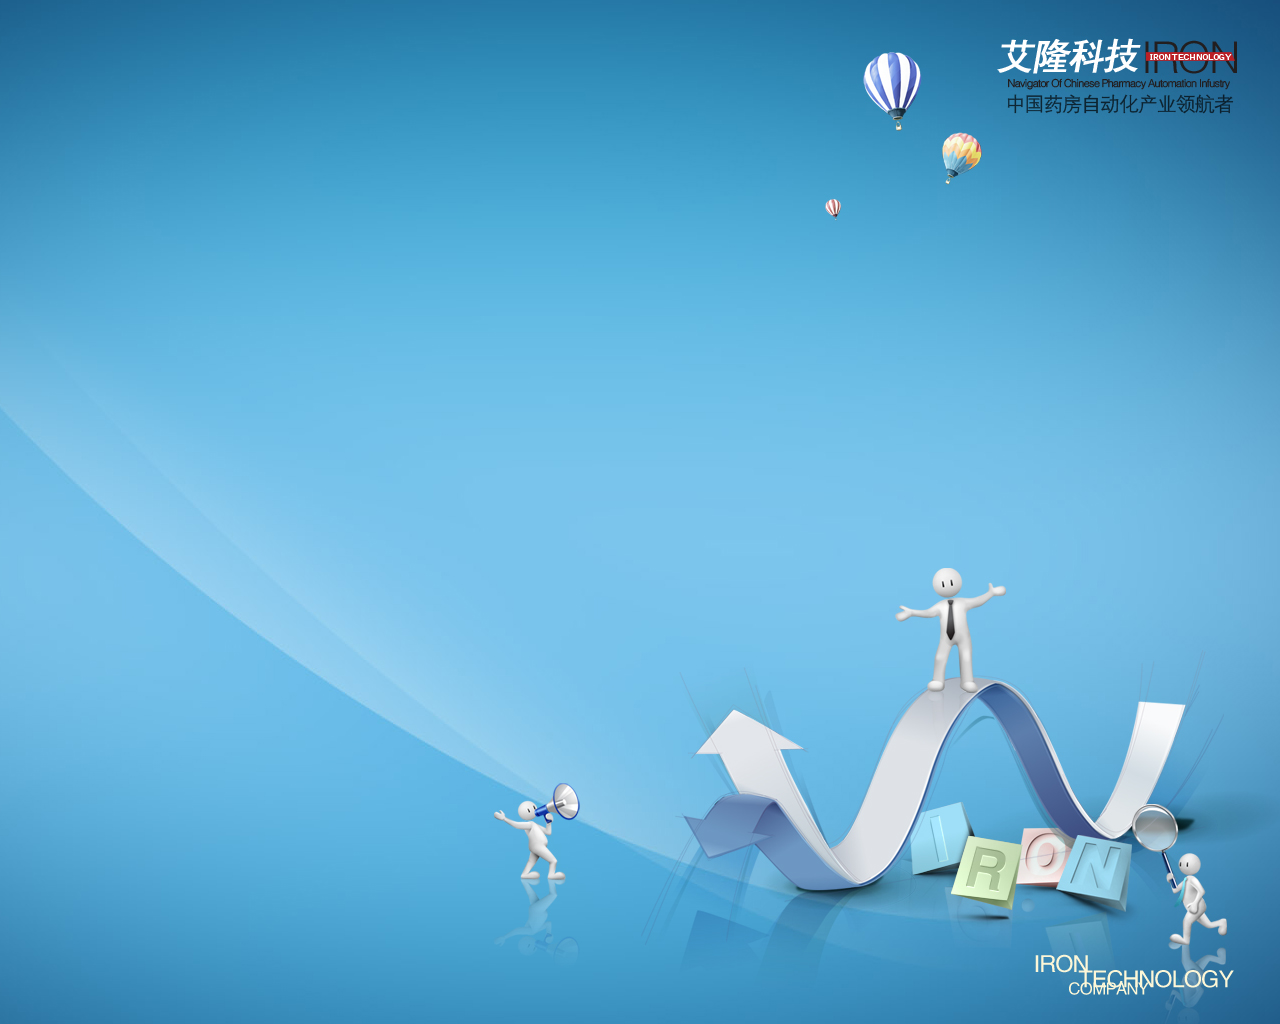 艾隆科技 IRON
IRON TECHNOLOGY
Navigator Of Chinese Pharmacy Automation Infustry
中国药房自动化产业领航者
I R O N
IRON
TECHNOLOGY
COMPANY